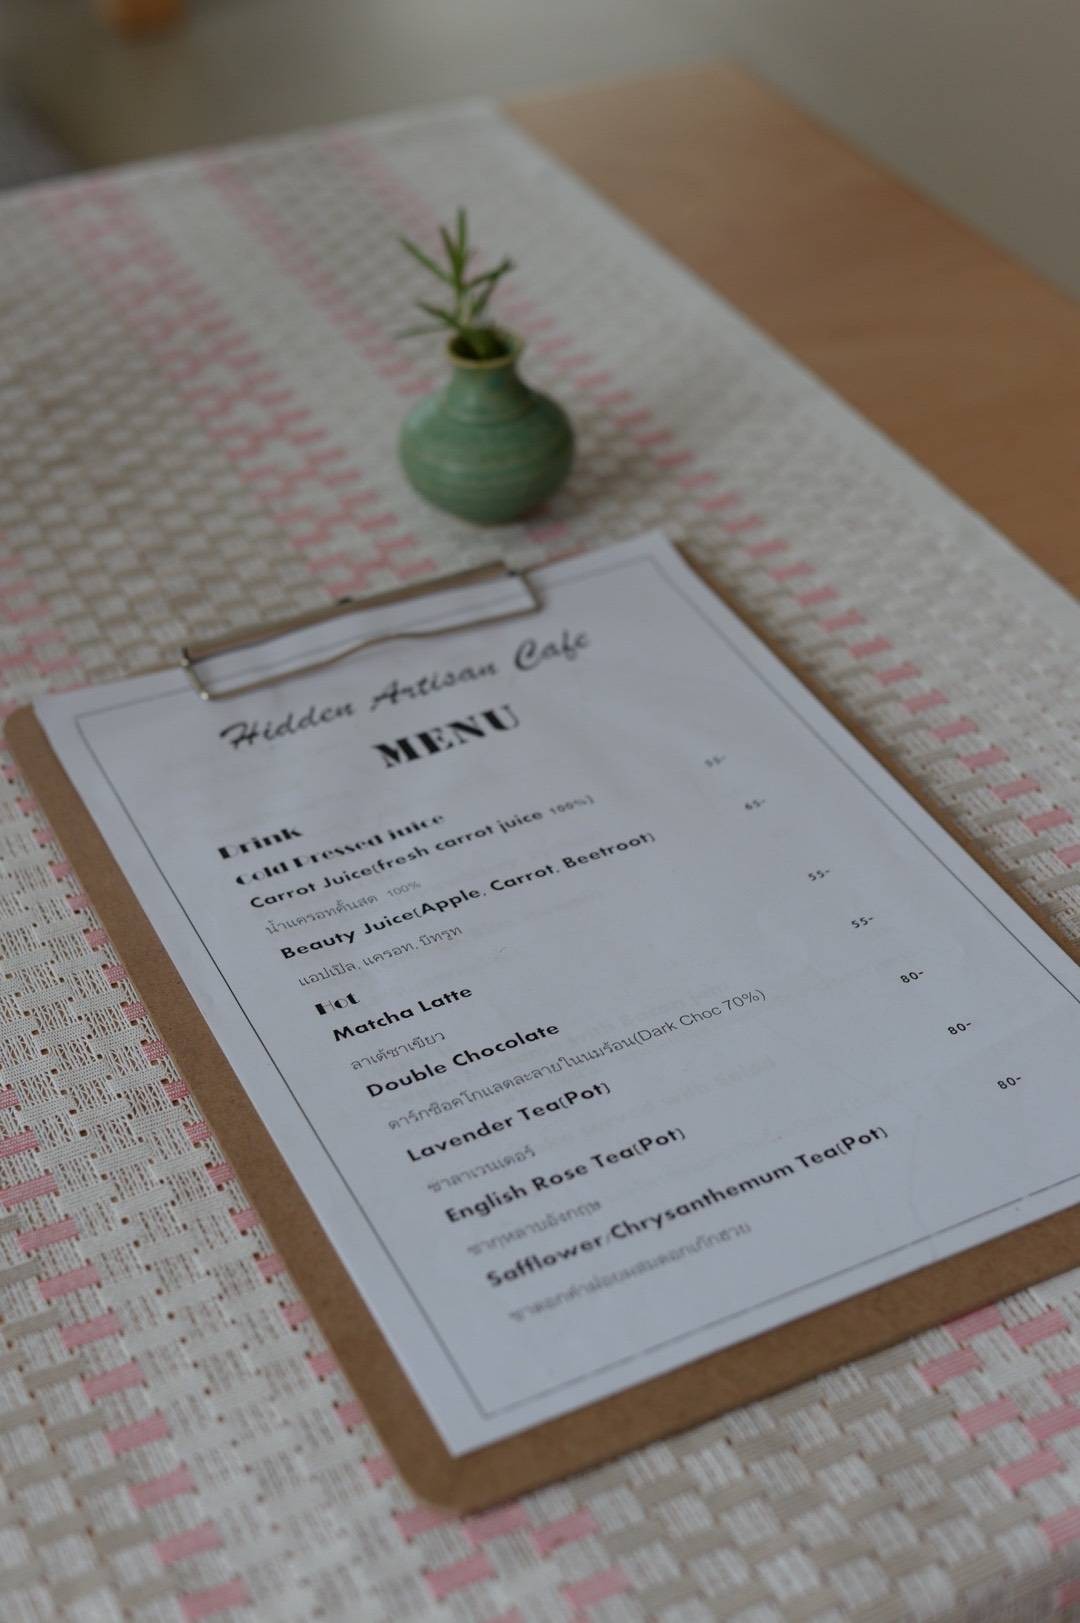 Hidden Artisan Cafe
MENU
Drink
Cold Pressed juice
Carrot Juice(fresh carrot juice 100%) 55-
น้ำแครอทคั้นสด 100%
Beauty Juice(Apple, Carrot, Beetroot) 65-
แอปเปิล, แครอท, บีทรูท
Hot
Matcha Latte 55-
ลาเต้ชาเขียว
Double Chocolate 55-
ดาร์กช็อคโกแลตละลายในนมร้อน(Dark Choc 70%)
Lavender Tea(Pot) 80-
ชาลาเวนเดอร์
English Rose Tea(Pot) 80-
ชากุหลาบอังกฤษ
Safflower/Chrysanthemum Tea(Pot) 80-
ชาดอกคำฝอยผสมดอกเก๊กฮวย